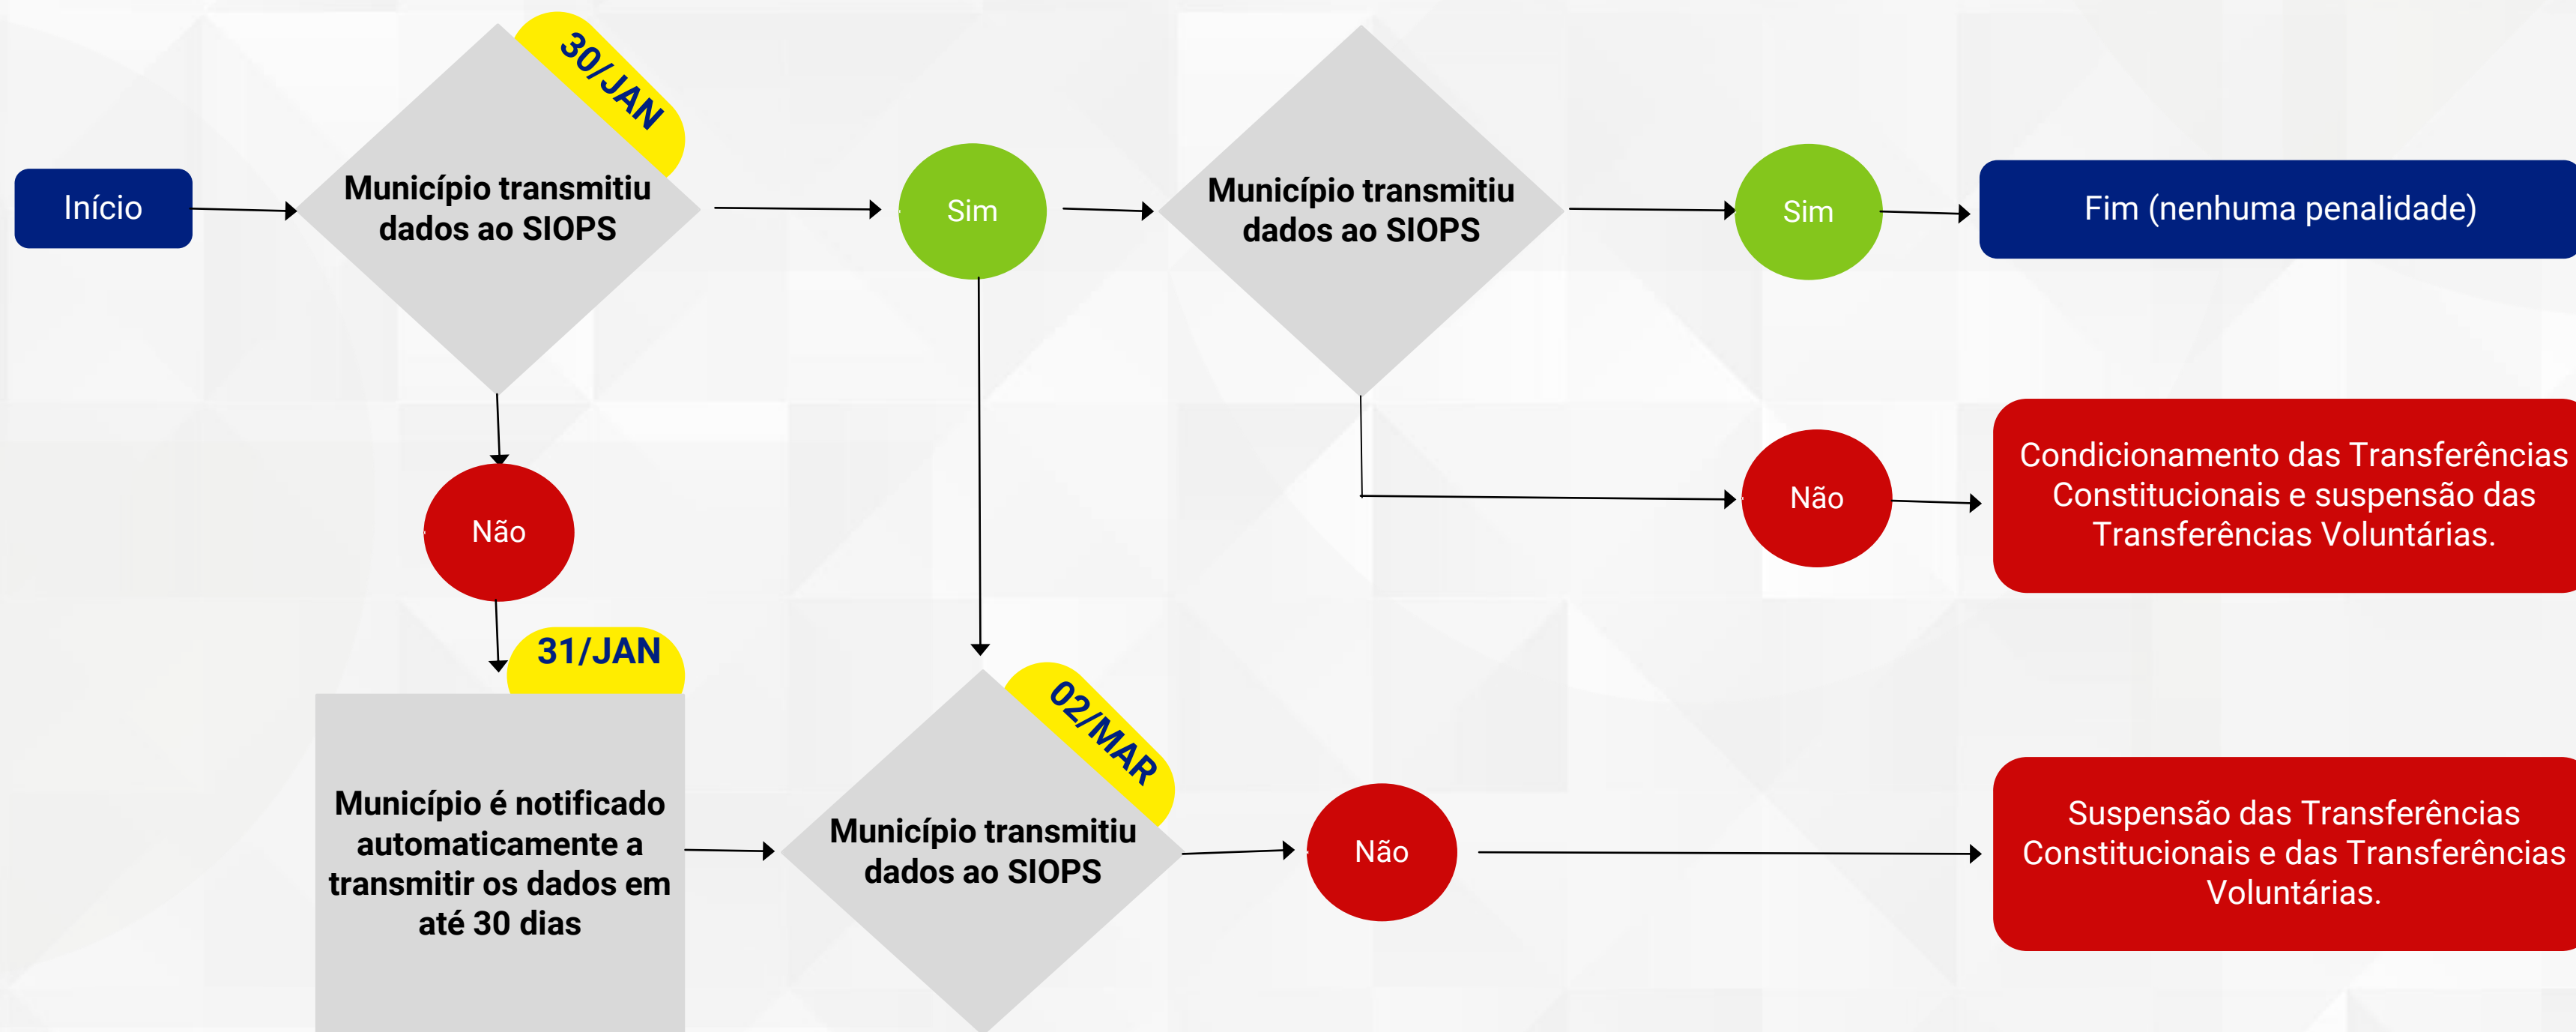 30/JAN
Início
Município transmitiu
dados ao SIOPS
Sim
Município transmitiu
dados ao SIOPS
Sim
Fim (nenhuma penalidade)
Não
Não
Condicionamento das Transferências
Constitucionais e suspensão das
Transferências Voluntárias.
31/JAN
Município é notificado
automaticamente a
transmitir os dados em
até 30 dias
02/MAR
Município transmitiu
dados ao SIOPS
Não
Suspensão das Transferências
Constitucionais e das Transferências
Voluntárias.